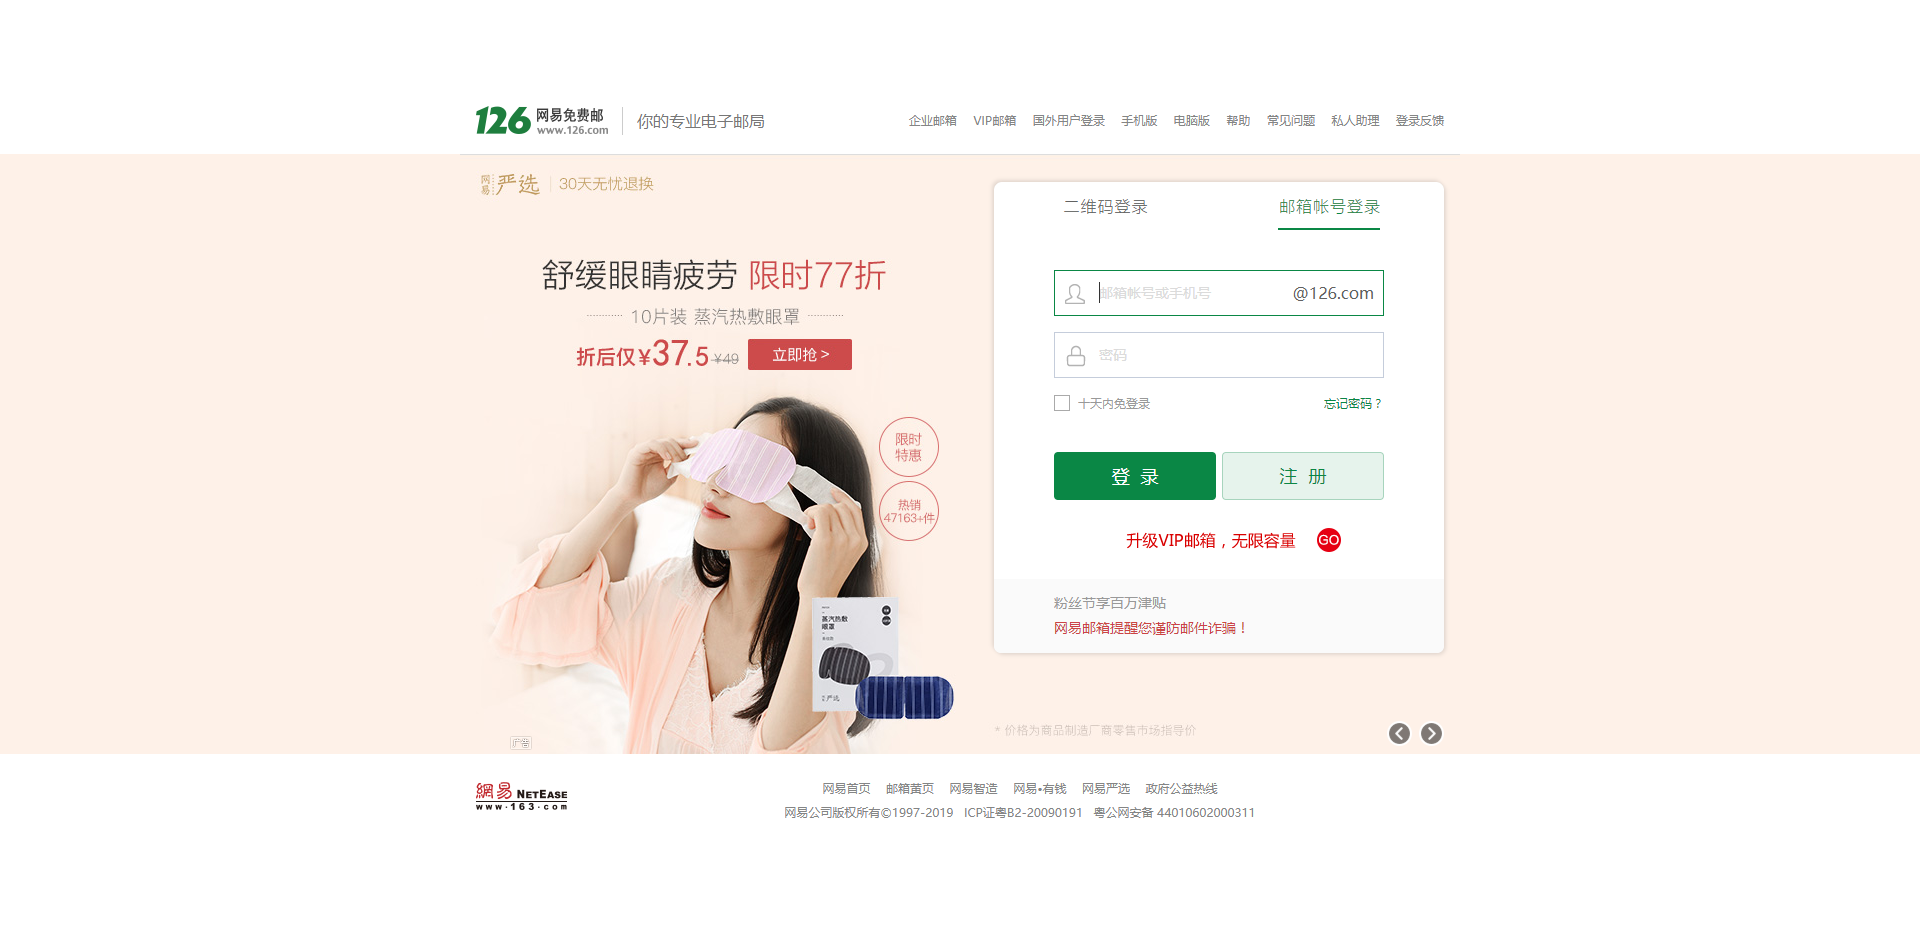 126 网易免费邮
www.126.com
你的专业电子邮局
企业邮箱 VIP邮箱 国外用户登录 手机版 电脑版 帮助 常见问题 私人助理 登录反馈
网易严选 30天无忧退换
舒缓眼睛疲劳 限时77折
10片装 蒸汽热敷眼罩
折后仅¥37.5 ¥49 立即抢 >
限时
特惠
热销
47163+件
蒸汽热敷
眼罩
严选
广告
二维码登录 邮箱帐号登录
邮箱帐号或手机号 @126.com
密码
十天内免登录 忘记密码？
登 录 注 册
升级VIP邮箱，无限容量 GO
粉丝节享百万津贴
网易邮箱提醒您谨防邮件诈骗！
* 价格为商品制造厂商零售市场指导价
網易 NETEASE
www.163.com
网易首页 邮箱黄页 网易智造 网易•有钱 网易严选 政府公益热线
网易公司版权所有©1997-2019 ICP证粤B2-20090191 粤公网安备 44010602000311